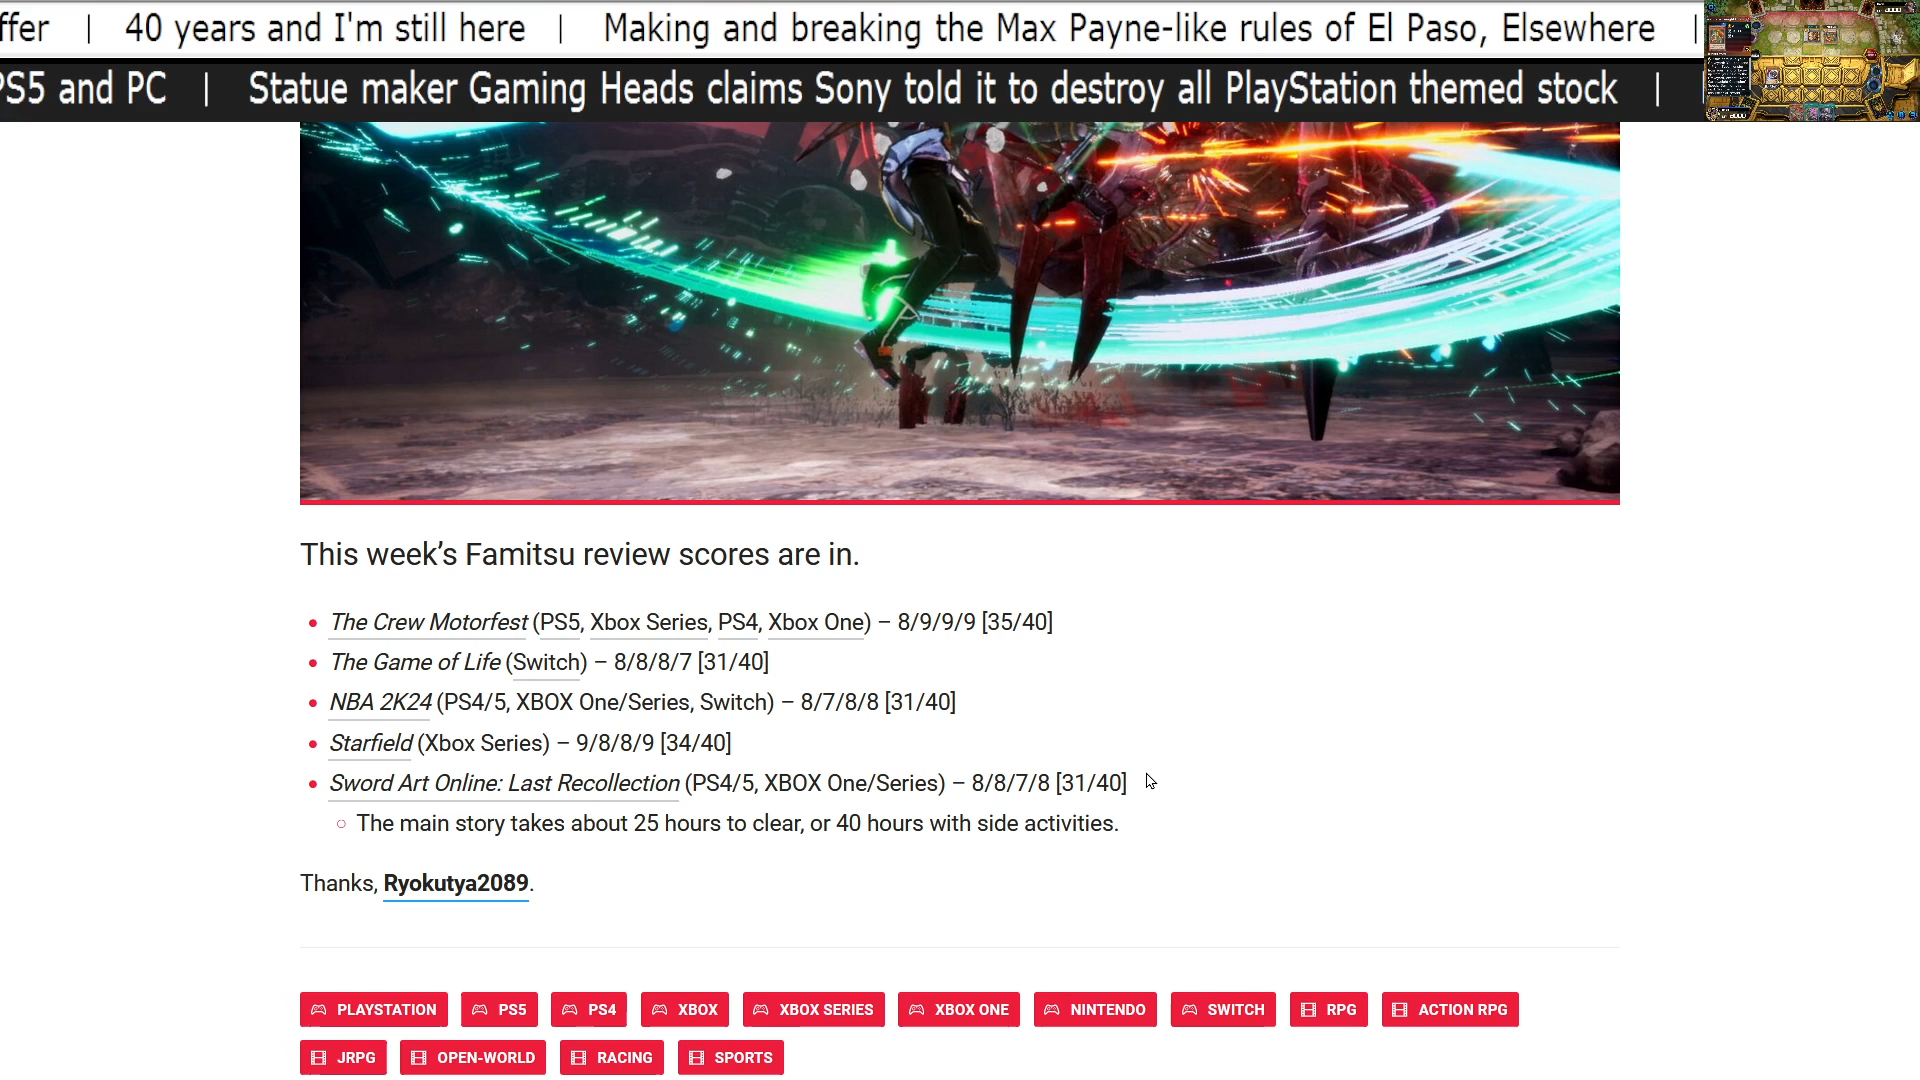 ffer | 40 years and I'm still here | Making and breaking the Max Payne-like rules of El Paso, Elsewhere |
PS5 and PC | Statue maker Gaming Heads claims Sony told it to destroy all PlayStation themed stock |
This week’s Famitsu review scores are in.
The Crew Motorfest (PS5, Xbox Series, PS4, Xbox One) – 8/9/9/9 [35/40]
The Game of Life (Switch) – 8/8/8/7 [31/40]
NBA 2K24 (PS4/5, XBOX One/Series, Switch) – 8/7/8/8 [31/40]
Starfield (Xbox Series) – 9/8/8/9 [34/40]
Sword Art Online: Last Recollection (PS4/5, XBOX One/Series) – 8/8/7/8 [31/40]
The main story takes about 25 hours to clear, or 40 hours with side activities.
Thanks, Ryokutya2089.
PLAYSTATION PS5 PS4 XBOX XBOX SERIES XBOX ONE NINTENDO SWITCH RPG ACTION RPG
JRPG OPEN-WORLD RACING SPORTS